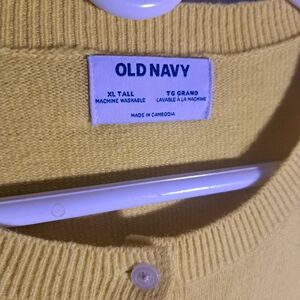 OLD NAVY
XL TALL TG GRAND
MACHINE WASHABLE LAVABLE À LA MACHINE
MADE IN CAMBODIA